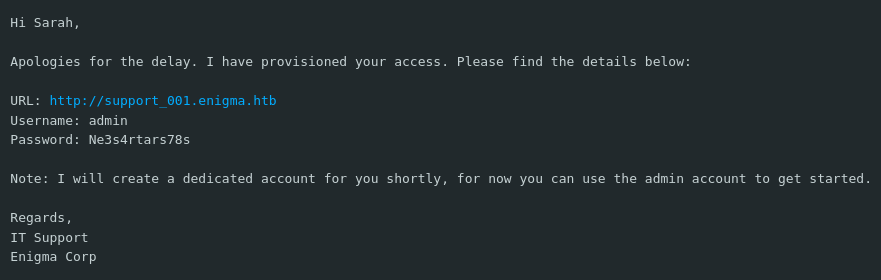 Hi Sarah,
Apologies for the delay. I have provisioned your access. Please find the details below:
URL: http://support_001.enigma.htb
Username: admin
Password: Ne3s4rtars78s
Note: I will create a dedicated account for you shortly, for now you can use the admin account to get started.
Regards,
IT Support
Enigma Corp